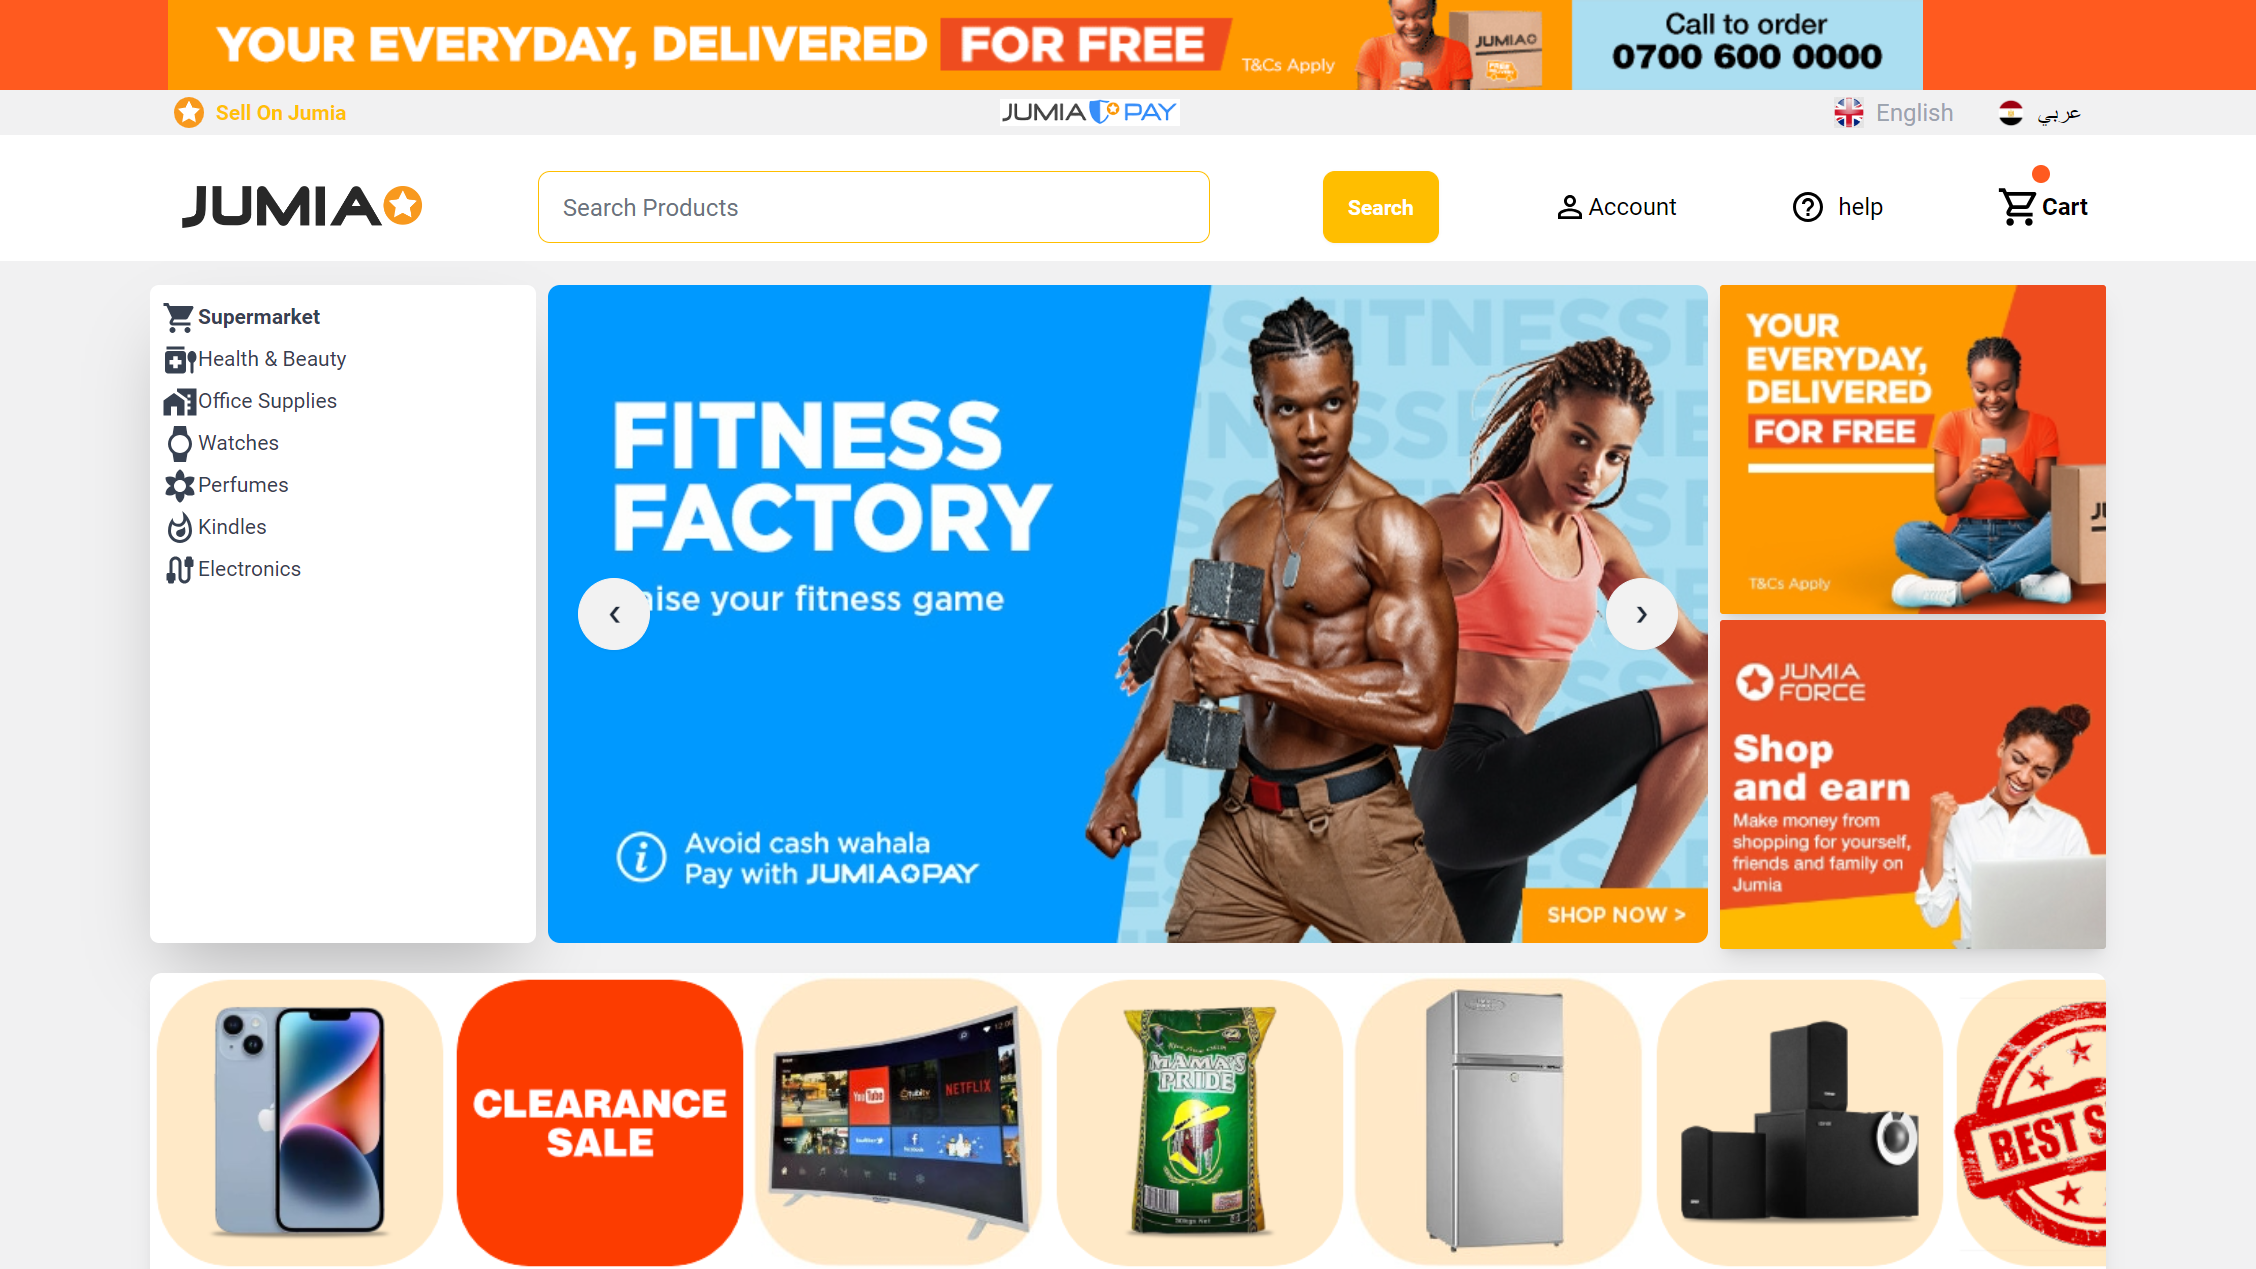 YOUR EVERYDAY, DELIVERED FOR FREE
T&Cs Apply
JUMIA
Call to order
0700 600 0000
Sell On Jumia
JUMIA PAY
English
عربي
JUMIA
Search Products
Search
Account
help
Cart
Supermarket
Health & Beauty
Office Supplies
Watches
Perfumes
Kindles
Electronics
FITNESS
FACTORY
ise your fitness game
‹
›
Avoid cash wahala
Pay with JUMIA PAY
SHOP NOW >
YOUR
EVERYDAY,
DELIVERED
FOR FREE
T&Cs Apply
JUMIA
FORCE
Shop
and earn
Make money from
shopping for yourself,
friends and family on
Jumia
CLEARANCE
SALE
YouTube
tubitv
NETFLIX
facebook
MAMA'S
PRIDE
BEST S